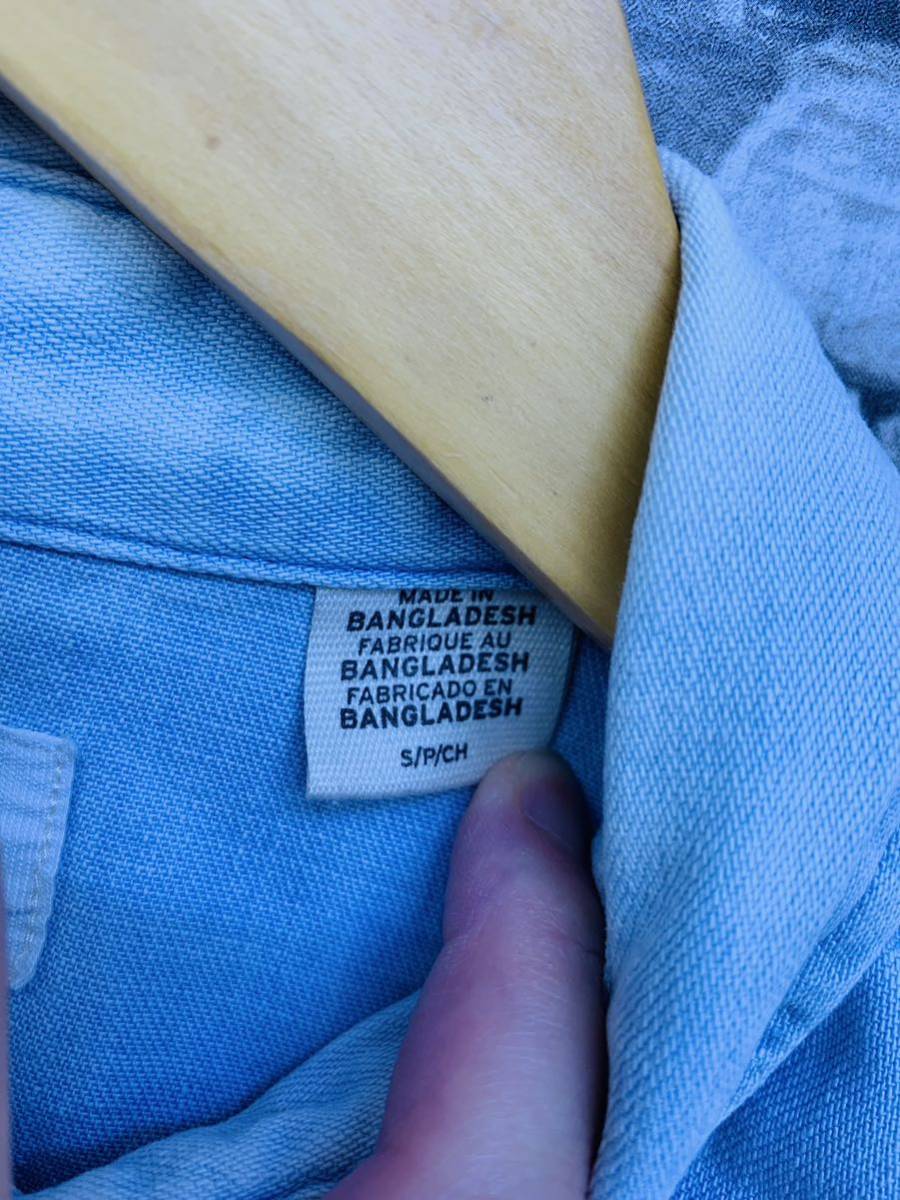 MADE IN
BANGLADESH
FABRIQUE AU
BANGLADESH
FABRICADO EN
BANGLADESH
S/P/CH